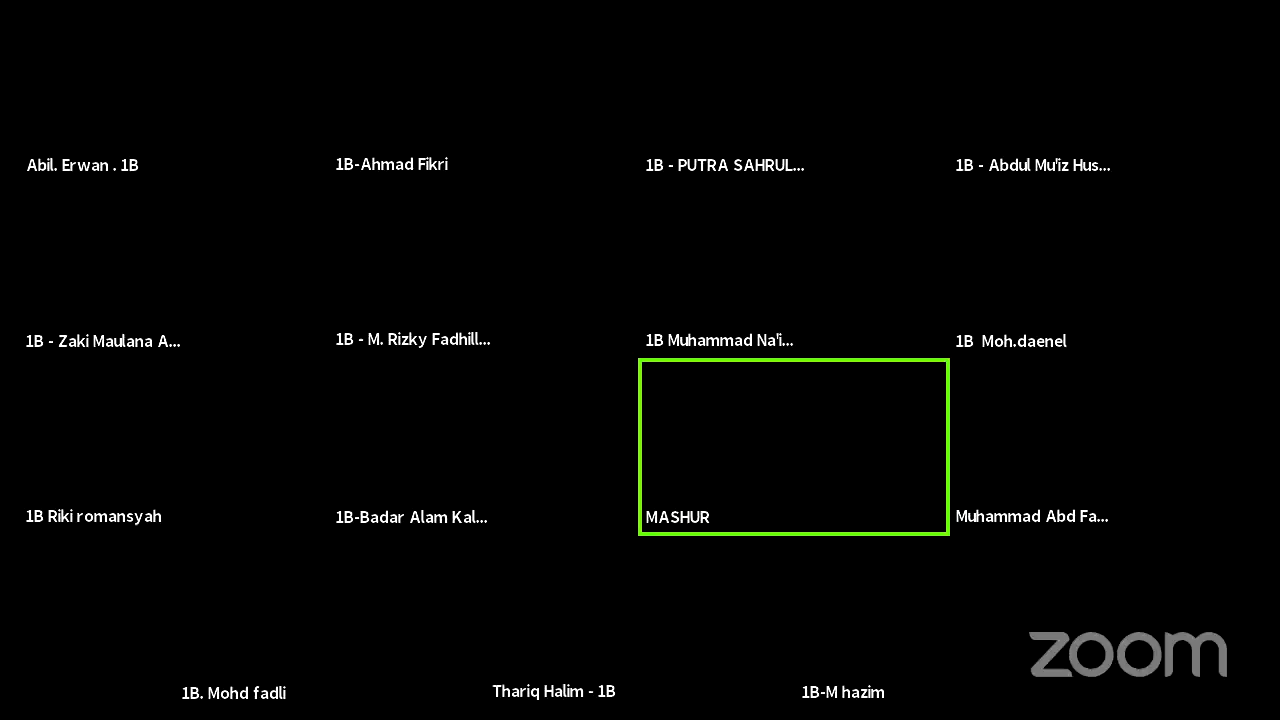 Abil. Erwan . 1B
1B-Ahmad Fikri
1B - PUTRA SAHRUL...
1B - Abdul Mu'iz Hus...
1B - Zaki Maulana A...
1B - M. Rizky Fadhill...
1B Muhammad Na'i...
1B Moh.daenel
1B Riki romansyah
1B-Badar Alam Kal...
MASHUR
Muhammad Abd Fa...
zoom
1B. Mohd fadli
Thariq Halim - 1B
1B-M hazim